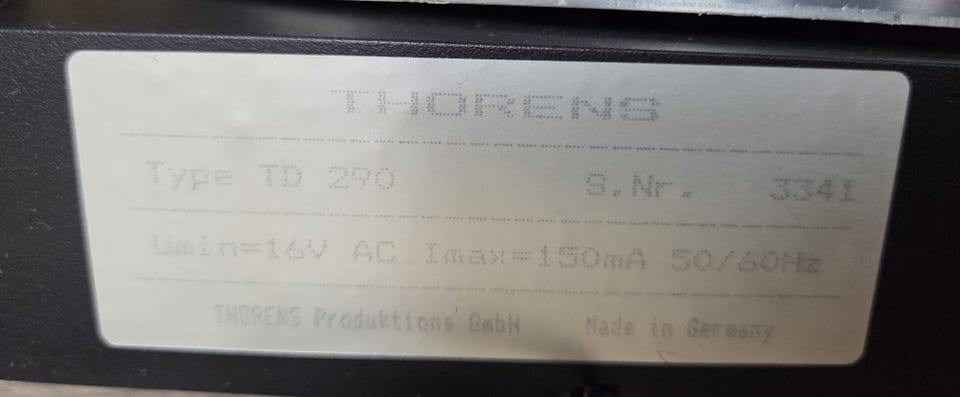 THORENS
Type TD 290 S.Nr. 3341
Umin=16V AC Imax=150mA 50/60Hz
THORENS Produktions GmbH Made in Germany